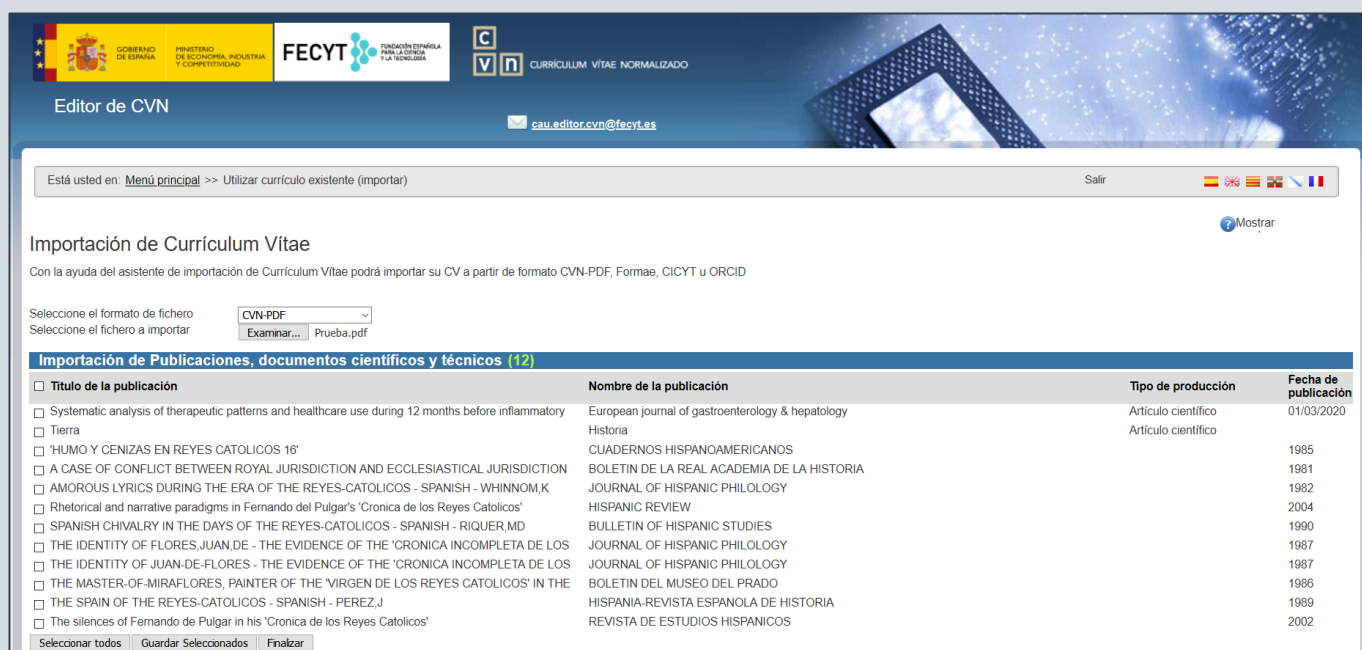 GOBIERNO
DE ESPAÑA
MINISTERIO
DE ECONOMÍA, INDUSTRIA
Y COMPETITIVIDAD
FECYT
FUNDACIÓN ESPAÑOLA
PARA LA CIENCIA
Y LA TECNOLOGÍA
C
V n CURRÍCULUM VÍTAE NORMALIZADO
Editor de CVN
cau.editor.cvn@fecyt.es
Está usted en: Menú principal >> Utilizar currículo existente (importar) Salir
Mostrar
Importación de Currículum Vítae
Con la ayuda del asistente de importación de Currículum Vítae podrá importar su CV a partir de formato CVN-PDF, Formae, CICYT u ORCID
Seleccione el formato de fichero CVN-PDF
Seleccione el fichero a importar Examinar... Prueba.pdf
Importación de Publicaciones, documentos científicos y técnicos (12)
Titulo de la publicación Nombre de la publicación Tipo de producción Fecha de publicación
Systematic analysis of therapeutic patterns and healthcare use during 12 months before inflammatory European journal of gastroenterology & hepatology Artículo científico 01/03/2020
Tierra Historia Artículo científico
'HUMO Y CENIZAS EN REYES CATOLICOS 16' CUADERNOS HISPANOAMERICANOS 1985
A CASE OF CONFLICT BETWEEN ROYAL JURISDICTION AND ECCLESIASTICAL JURISDICTION BOLETIN DE LA REAL ACADEMIA DE LA HISTORIA 1981
AMOROUS LYRICS DURING THE ERA OF THE REYES-CATOLICOS - SPANISH - WHINNOM,K JOURNAL OF HISPANIC PHILOLOGY 1982
Rhetorical and narrative paradigms in Fernando del Pulgar's 'Cronica de los Reyes Catolicos' HISPANIC REVIEW 2004
SPANISH CHIVALRY IN THE DAYS OF THE REYES-CATOLICOS - SPANISH - RIQUER,MD BULLETIN OF HISPANIC STUDIES 1990
THE IDENTITY OF FLORES,JUAN,DE - THE EVIDENCE OF THE 'CRONICA INCOMPLETA DE LOS JOURNAL OF HISPANIC PHILOLOGY 1987
THE IDENTITY OF JUAN-DE-FLORES - THE EVIDENCE OF THE 'CRONICA INCOMPLETA DE LOS JOURNAL OF HISPANIC PHILOLOGY 1987
THE MASTER-OF-MIRAFLORES, PAINTER OF THE 'VIRGEN DE LOS REYES CATOLICOS' IN THE BOLETIN DEL MUSEO DEL PRADO 1986
THE SPAIN OF THE REYES-CATOLICOS - SPANISH - PEREZ,J HISPANIA-REVISTA ESPANOLA DE HISTORIA 1989
The silences of Fernando de Pulgar in his 'Cronica de los Reyes Catolicos' REVISTA DE ESTUDIOS HISPANICOS 2002
Seleccionar todos Guardar Seleccionados Finalizar